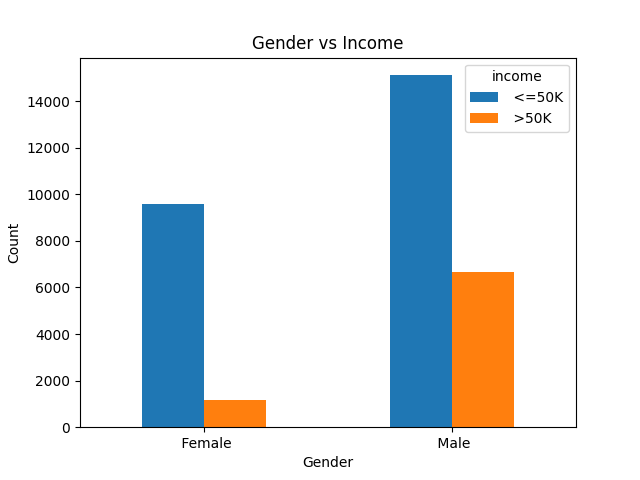 Gender vs Income
income
<=50K
>50K
14000
12000
10000
8000
6000
4000
2000
0
Count
Female Male
Gender